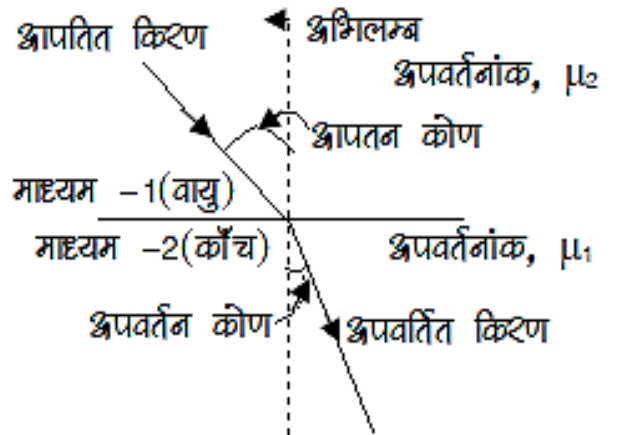 आपतित किरण
अभिलम्ब
अपवर्तनांक, μ₂
आपतन कोण
माध्यम -1(वायु)
माध्यम -2(काँच)
अपवर्तनांक, μ₁
अपवर्तन कोण
अपवर्तित किरण